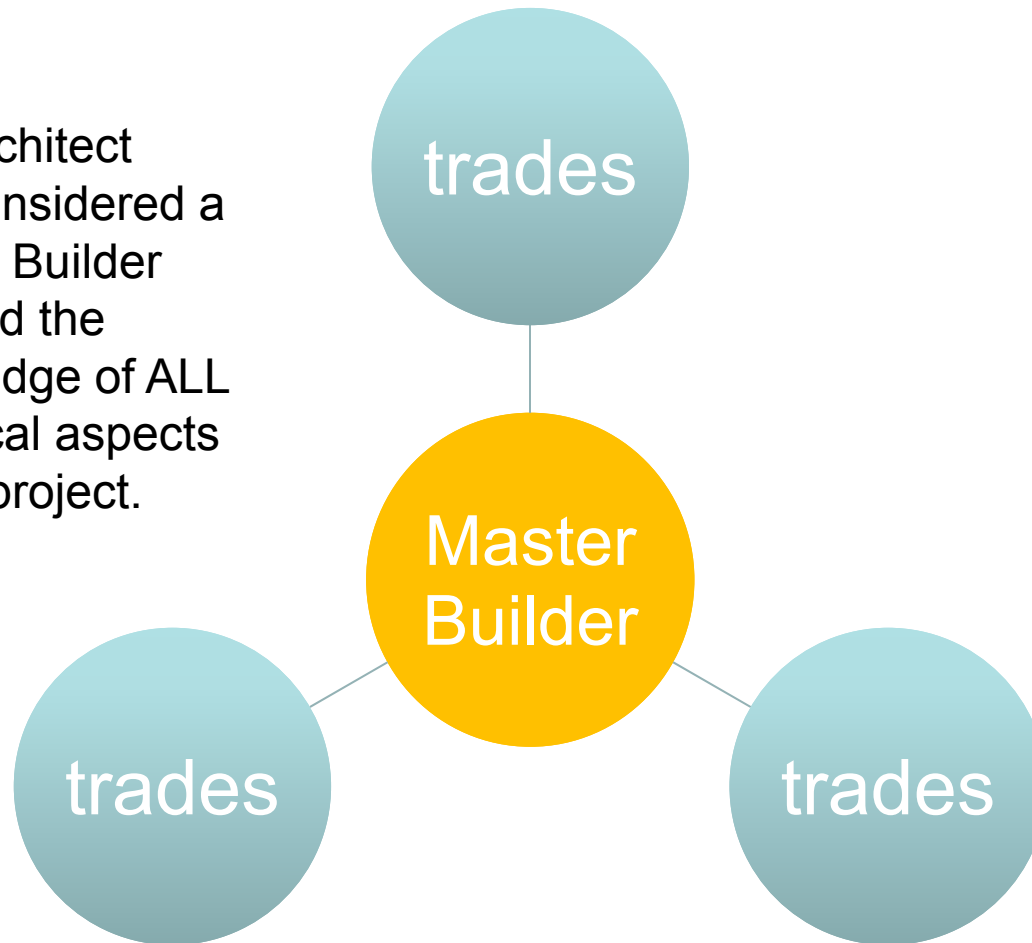 chitect
nsidered a
Builder
d the
dge of ALL
cal aspects
project.
trades
Master
Builder
trades
trades